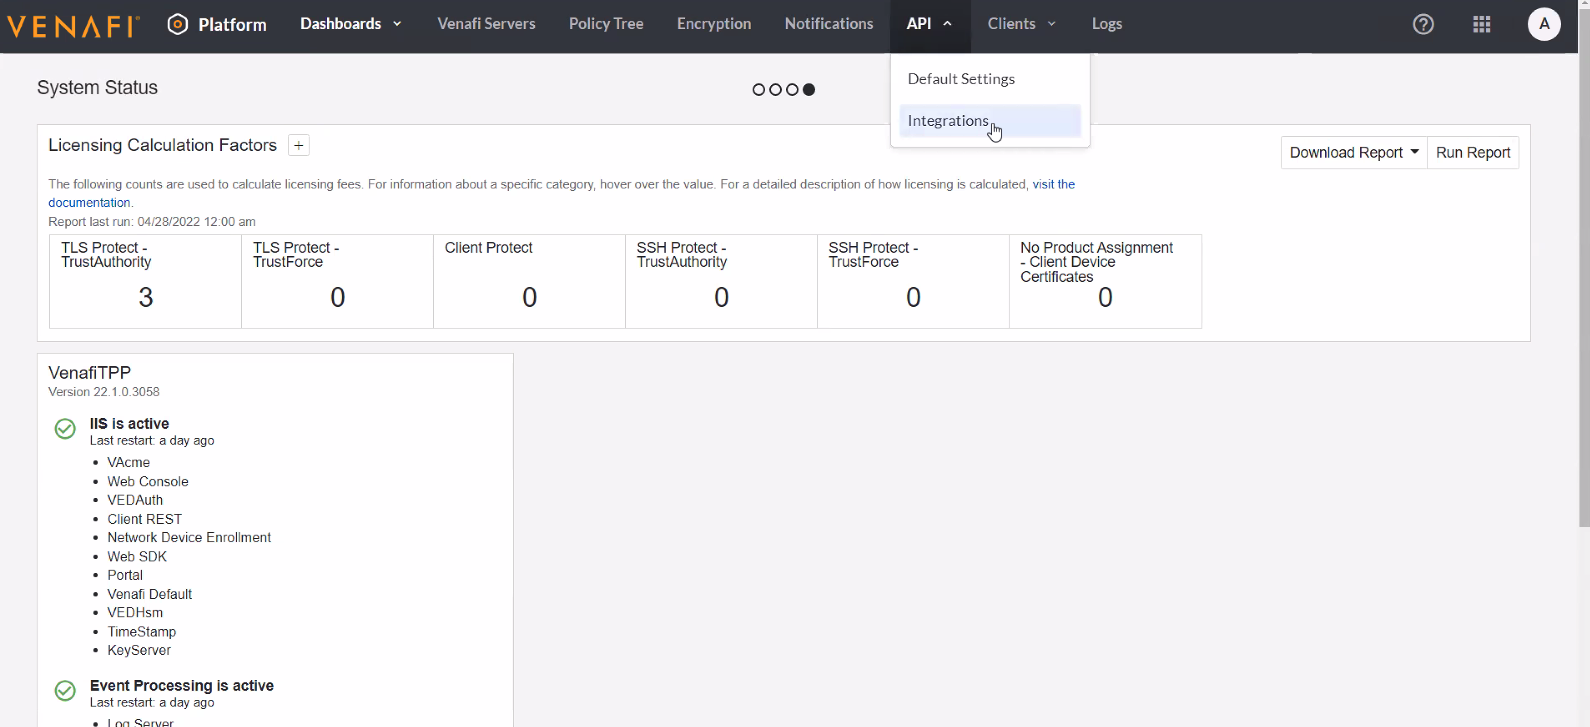 VENAFI
Platform
Dashboards
Venafi Servers
Policy Tree
Encryption
Notifications
API
Clients
Logs
A
Default Settings
Integrations
System Status
Licensing Calculation Factors
+
Download Report
Run Report
The following counts are used to calculate licensing fees. For information about a specific category, hover over the value. For a detailed description of how licensing is calculated, visit the
documentation.
Report last run: 04/28/2022 12:00 am
TLS Protect -
TrustAuthority
3
TLS Protect -
TrustForce
0
Client Protect
0
SSH Protect -
TrustAuthority
0
SSH Protect -
TrustForce
0
No Product Assignment
- Client Device
Certificates
0
VenafiTPP
Version 22.1.0.3058
IIS is active
Last restart: a day ago
• VAcme
• Web Console
• VEDAuth
• Client REST
• Network Device Enrollment
• Web SDK
• Portal
• Venafi Default
• VEDHsm
• TimeStamp
• KeyServer
Event Processing is active
Last restart: a day ago
• Log Server